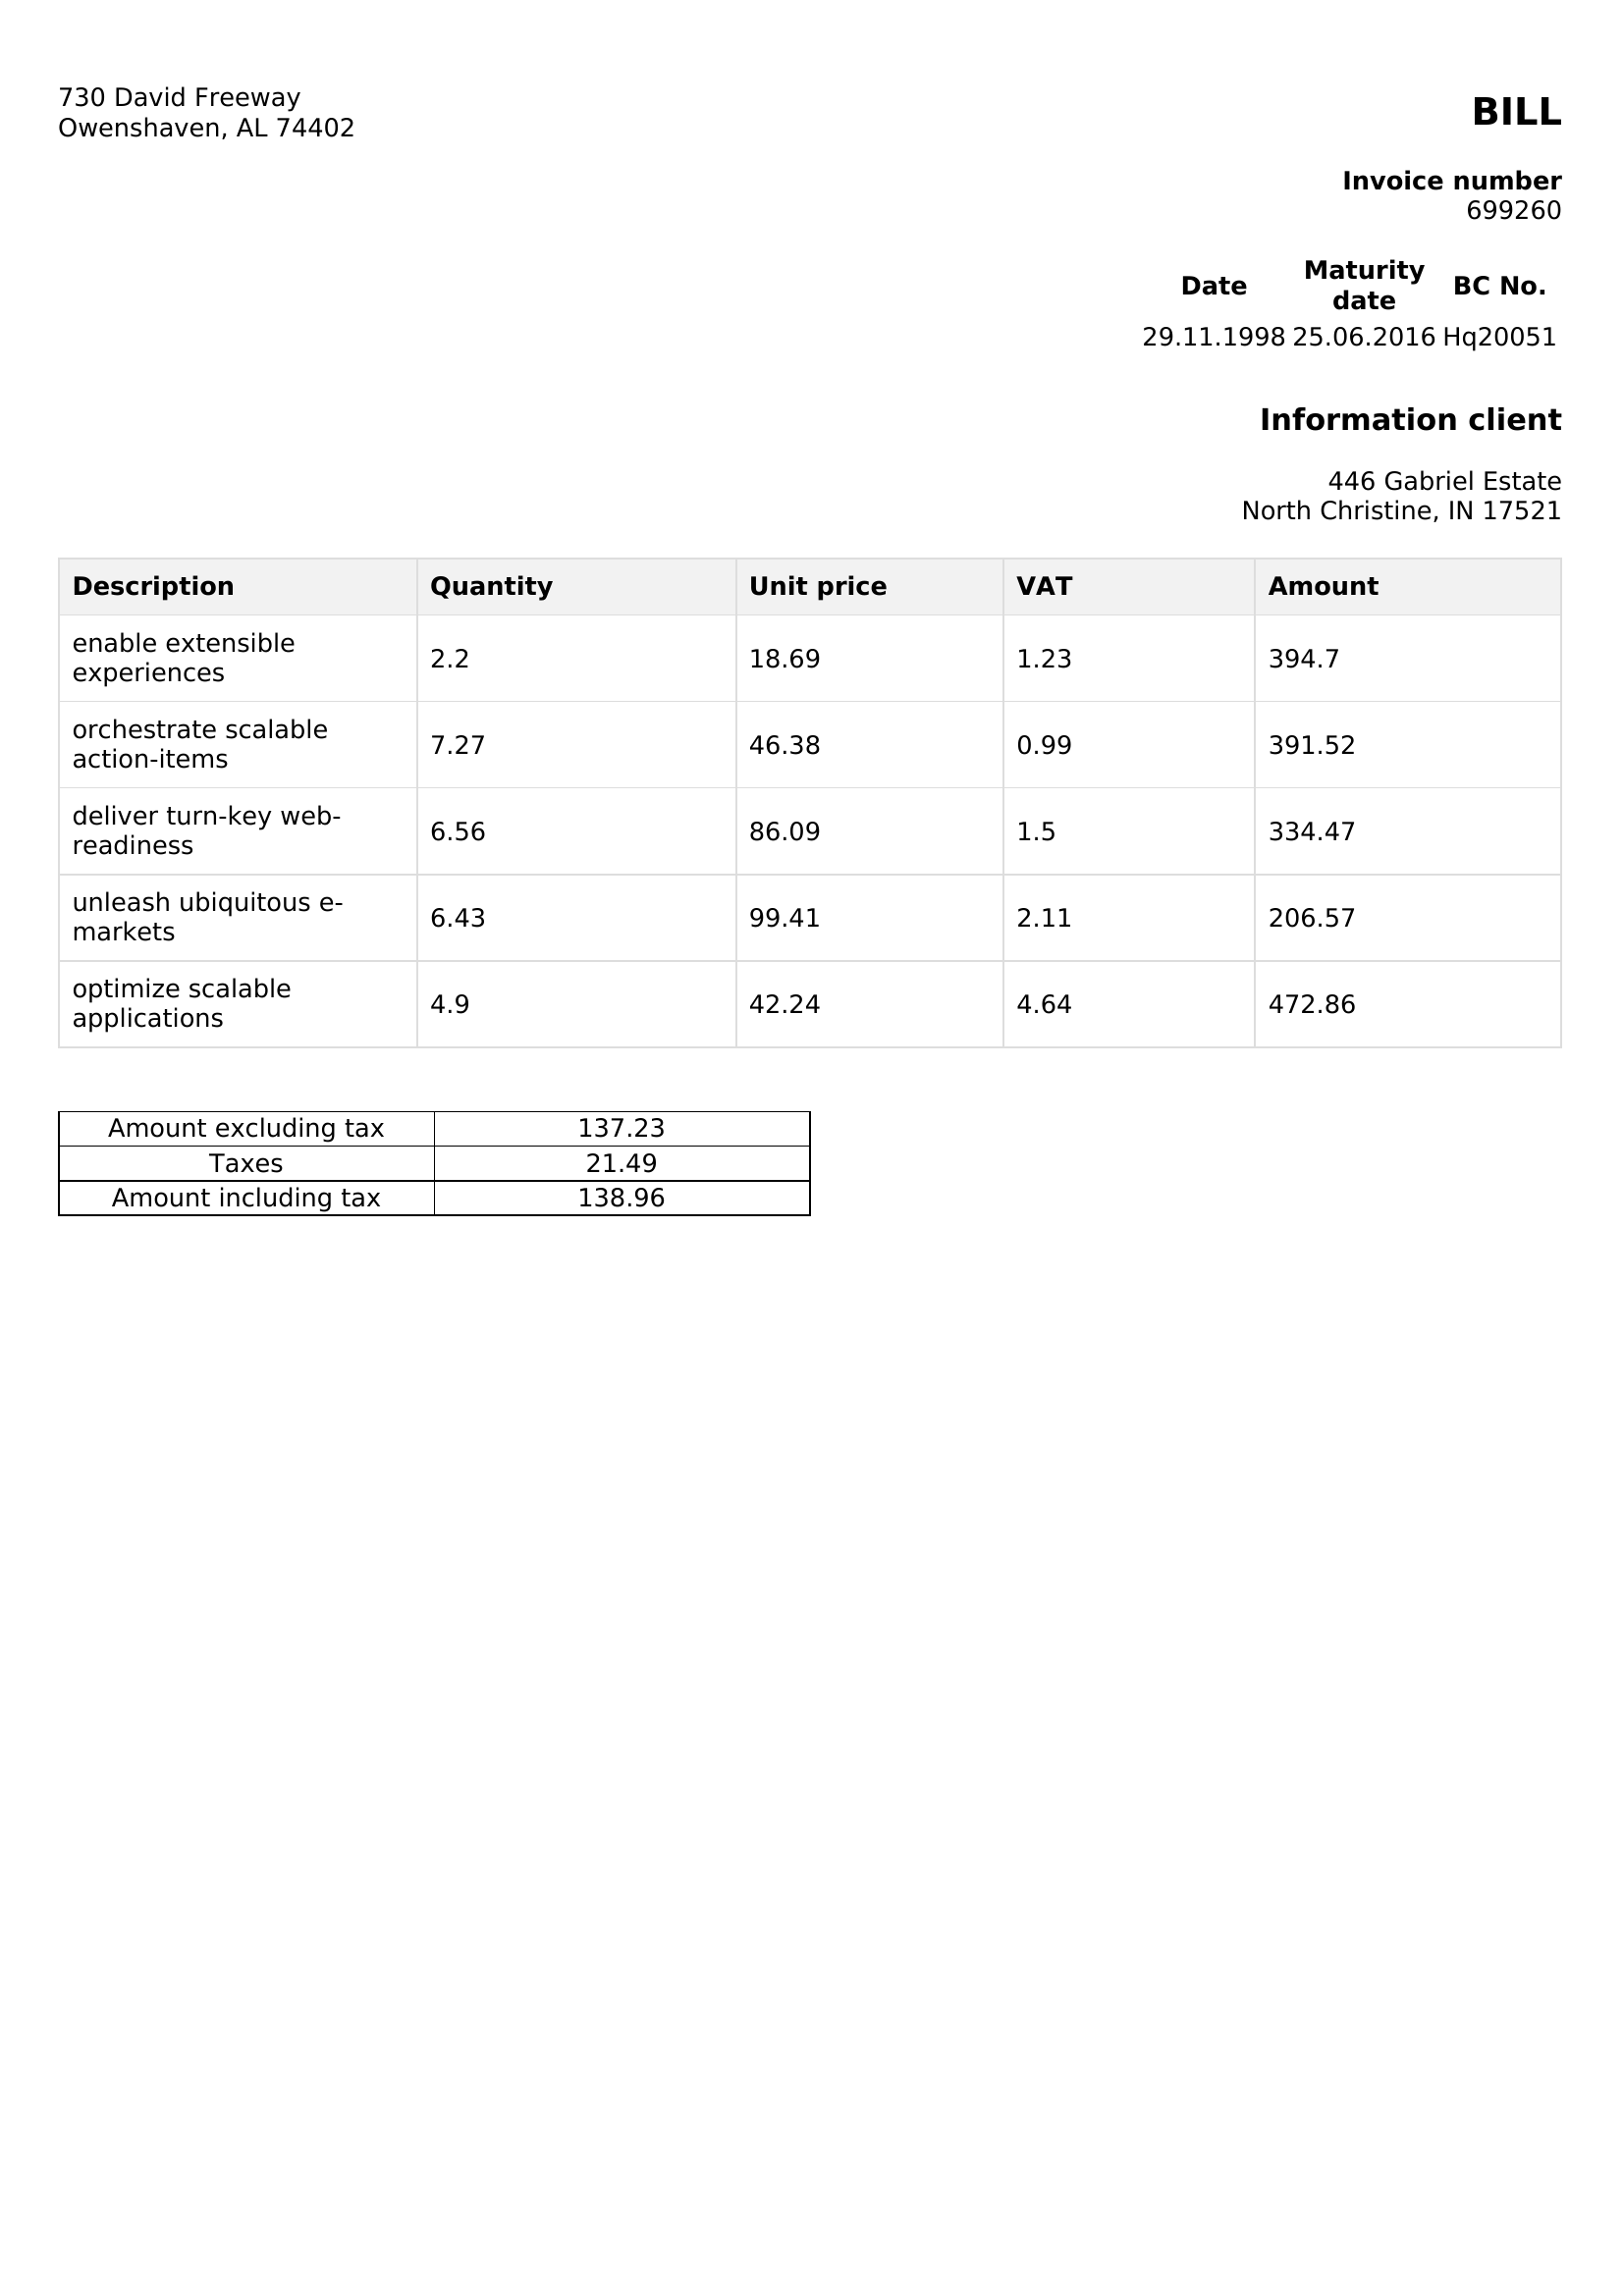 730 David Freeway
Owenshaven, AL 74402
BILL
Invoice number
699260
Date Maturity date BC No.
29.11.1998 25.06.2016 Hq20051
Information client
446 Gabriel Estate
North Christine, IN 17521
Description Quantity Unit price VAT Amount
enable extensible
experiences 2.2 18.69 1.23 394.7
orchestrate scalable
action-items 7.27 46.38 0.99 391.52
deliver turn-key web-
readiness 6.56 86.09 1.5 334.47
unleash ubiquitous e-
markets 6.43 99.41 2.11 206.57
optimize scalable
applications 4.9 42.24 4.64 472.86
Amount excluding tax 137.23
Taxes 21.49
Amount including tax 138.96